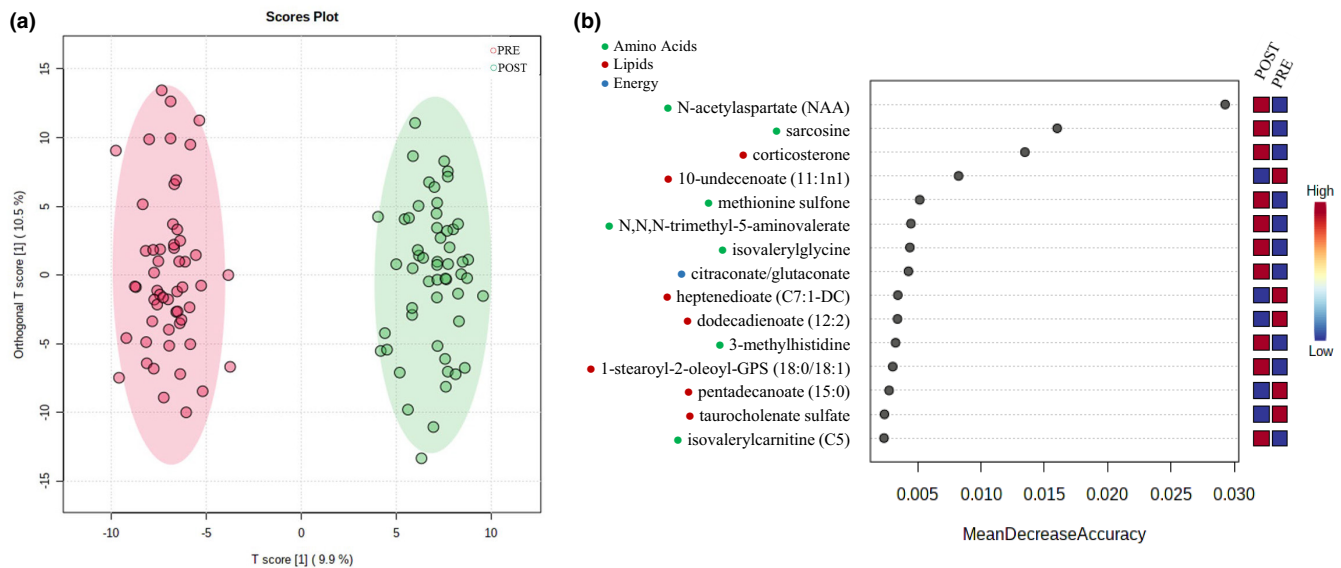 (a)
Scores Plot
PRE
POST
15
10
5
0
-5
-10
-15
Orthogonal T score [1] ( 10.5 %)
-10
-5
0
5
10
T score [1] ( 9.9 %)
(b)
Amino Acids
Lipids
Energy
N-acetylaspartate (NAA)
sarcosine
corticosterone
10-undecenoate (11:1n1)
methionine sulfone
N,N,N-trimethyl-5-aminovalerate
isovalerylglycine
citraconate/glutaconate
heptenedioate (C7:1-DC)
dodecadienoate (12:2)
3-methylhistidine
1-stearoyl-2-oleoyl-GPS (18:0/18:1)
pentadecanoate (15:0)
taurocholenate sulfate
isovalerylcarnitine (C5)
0.005
0.010
0.015
0.020
0.025
0.030
MeanDecreaseAccuracy
POST
PRE
High
Low